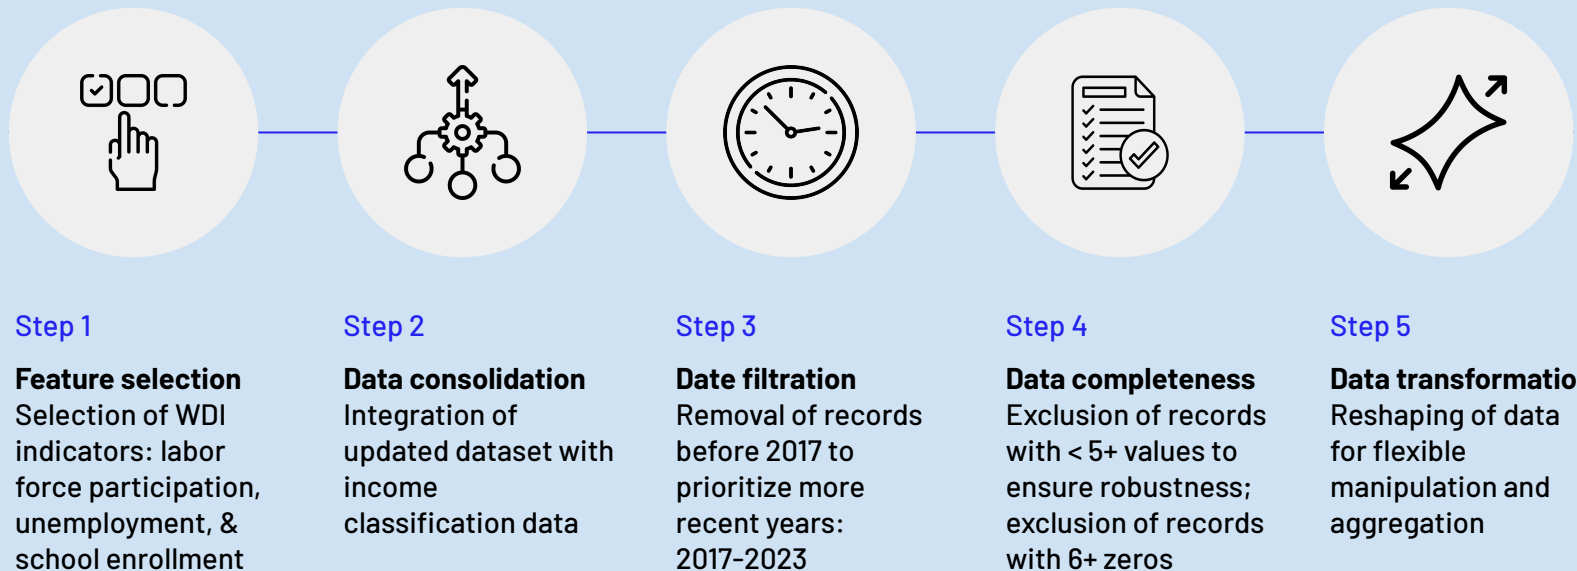 Step 1
Feature selection
Selection of WDI
indicators: labor
force participation,
unemployment, &
school enrollment
Step 2
Data consolidation
Integration of
updated dataset with
income
classification data
Step 3
Date filtration
Removal of records
before 2017 to
prioritize more
recent years:
2017-2023
Step 4
Data completeness
Exclusion of records
with < 5+ values to
ensure robustness;
exclusion of records
with 6+ zeros
Step 5
Data transformatio
Reshaping of data
for flexible
manipulation and
aggregation